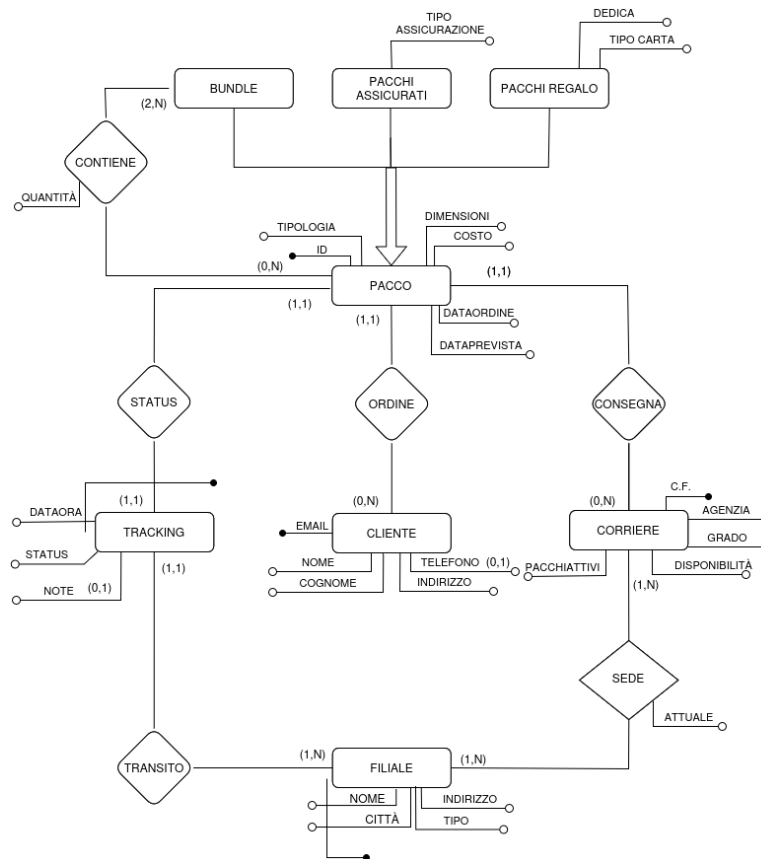 TIPO
ASSICURAZIONE
DEDICA
TIPO CARTA
BUNDLE
PACCHI
ASSICURATI
PACCHI REGALO
(2,N)
CONTIENE
QUANTITÀ
TIPOLOGIA
DIMENSIONI
ID
COSTO
(0,N)
(1,1)
PACCO
(1,1)
(1,1)
DATAORDINE
DATAPREVISTA
STATUS
ORDINE
CONSEGNA
(1,1)
(0,N)
(0,N)
C.F.
DATAORA
TRACKING
EMAIL
CLIENTE
CORRIERE
AGENZIA
GRADO
STATUS
(1,1)
NOME
TELEFONO (0,1)
PACCHIATTIVI
DISPONIBILITÀ
NOTE
(0,1)
COGNOME
INDIRIZZO
(1,N)
SEDE
ATTUALE
TRANSITO
(1,N)
FILIALE
(1,N)
NOME
INDIRIZZO
CITTÀ
TIPO